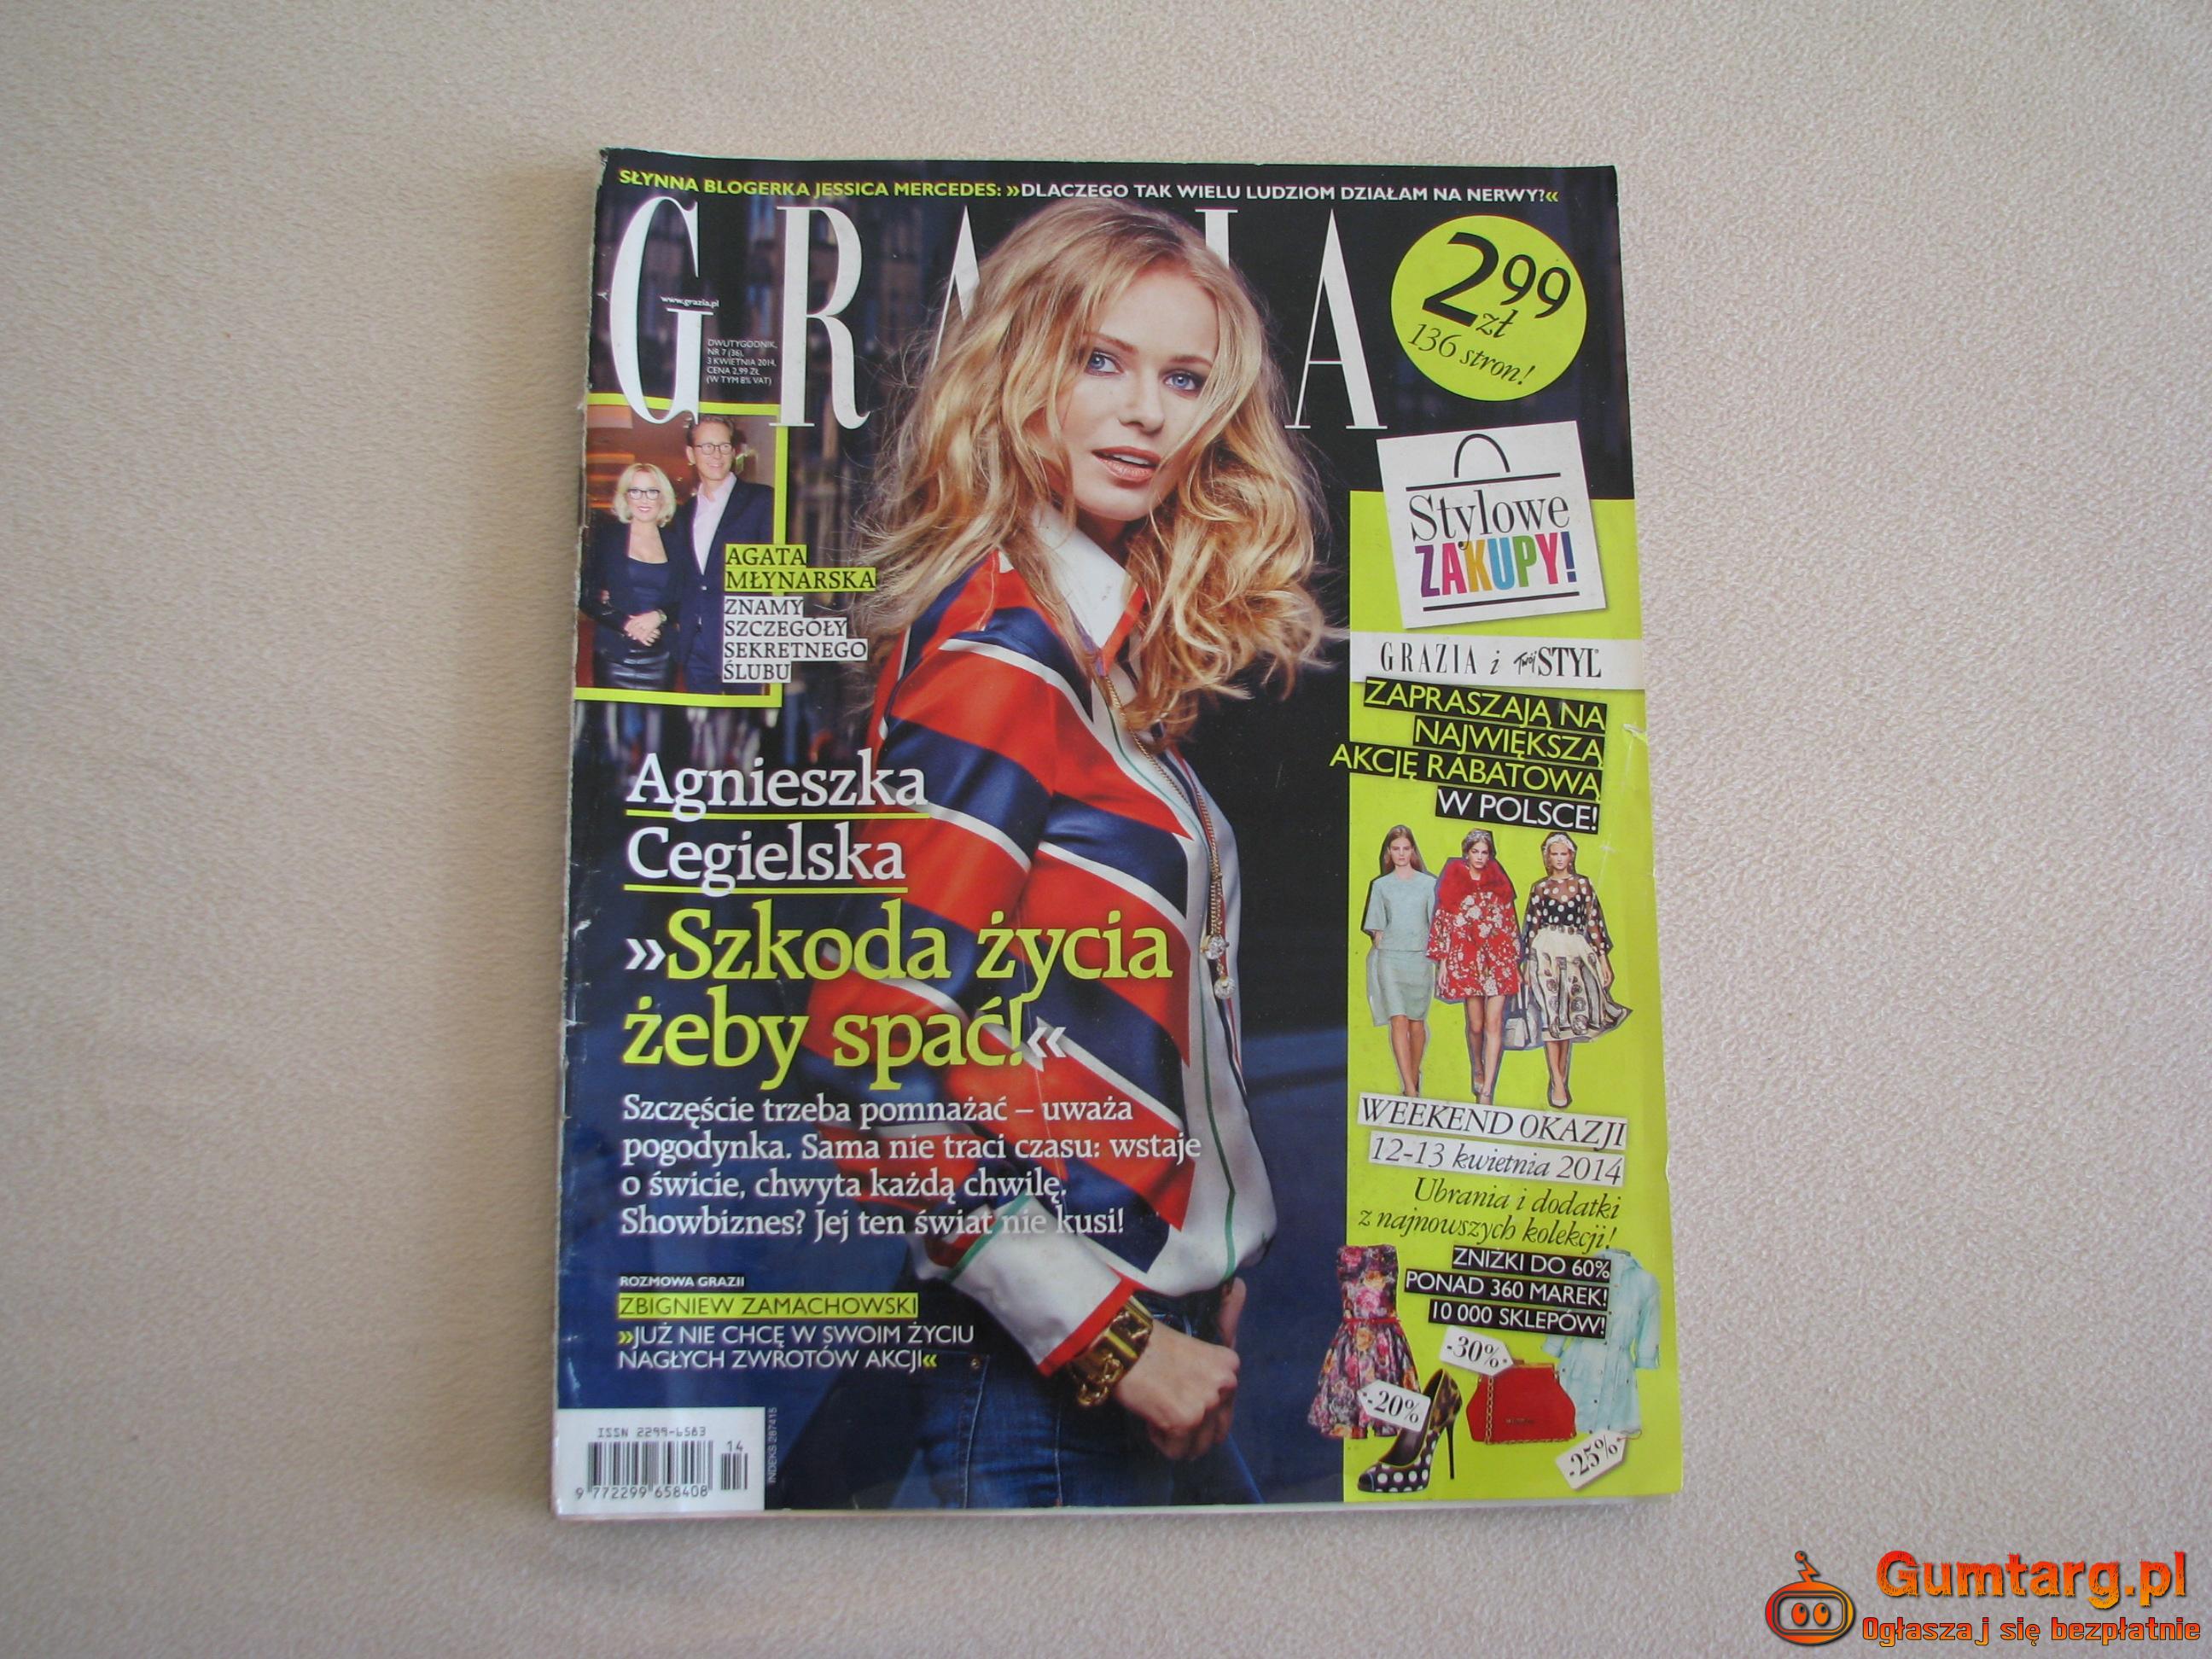 SŁYNNA BLOGERKA JESSICA MERCEDES: »DLACZEGO TAK WIELU LUDZIOM DZIAŁAM NA NERWY?«
GRAZIA
www.grazia.pl
DWUTYGODNIK,
NR 7 (36),
3 KWIETNIA 2014,
CENA 2,99 ZŁ
(W TYM 8% VAT)
2 99
zł
136 stron!
AGATA
MŁYNARSKA
ZNAMY
SZCZEGÓŁY
SEKRETNEGO
ŚLUBU
Agnieszka
Cegielska
»Szkoda życia
żeby spać!«
Szczęście trzeba pomnażać – uważa
pogodynka. Sama nie traci czasu: wstaje
o świcie, chwyta każdą chwilę.
Showbiznes? Jej ten świat nie kusi!
ROZMOWA GRAZII
ZBIGNIEW ZAMACHOWSKI
»JUŻ NIE CHCĘ W SWOIM ŻYCIU
NAGŁYCH ZWROTÓW AKCJI«
ISSN 2299-6583
14
9 772299 658408
INDEKS 287415
Stylowe
ZAKUPY!
GRAZIA i Twój STYL
ZAPRASZAJĄ NA
NAJWIĘKSZĄ
AKCJĘ RABATOWĄ
W POLSCE!
WEEKEND OKAZJI
12-13 kwietnia 2014
Ubrania i dodatki
z najnowszych kolekcji!
ZNIŻKI DO 60%
PONAD 360 MAREK!
10 000 SKLEPÓW!
-30%
-20%
-25%
Gumtarg.pl
Ogłaszaj się bezpłatnie